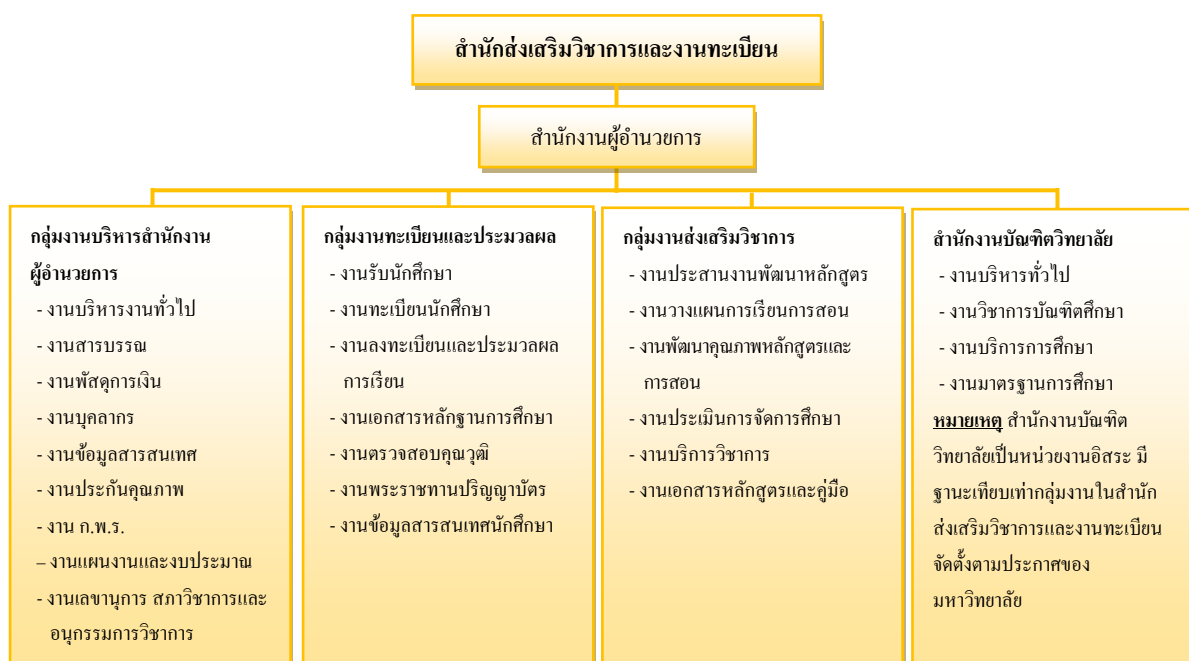 สำนักส่งเสริมวิชาการและงานทะเบียน
สำนักงานผู้อำนวยการ
กลุ่มงานบริหารสำนักงาน
ผู้อำนวยการ
- งานบริหารงานทั่วไป
- งานสารบรรณ
- งานพัสดุการเงิน
- งานบุคลากร
- งานข้อมูลสารสนเทศ
- งานประกันคุณภาพ
- งาน ก.พ.ร.
– งานแผนงานและงบประมาณ
- งานเลขานุการ สภาวิชาการและ
อนุกรรมการวิชาการ
กลุ่มงานทะเบียนและประมวลผล
- งานรับนักศึกษา
- งานทะเบียนนักศึกษา
- งานลงทะเบียนและประมวลผล
การเรียน
- งานเอกสารหลักฐานการศึกษา
- งานตรวจสอบคุณวุฒิ
- งานพระราชทานปริญญาบัตร
- งานข้อมูลสารสนเทศนักศึกษา
กลุ่มงานส่งเสริมวิชาการ
- งานประสานงานพัฒนาหลักสูตร
- งานวางแผนการเรียนการสอน
- งานพัฒนาคุณภาพหลักสูตรและ
การสอน
- งานประเมินการจัดการศึกษา
- งานบริการวิชาการ
- งานเอกสารหลักสูตรและคู่มือ
สำนักงานบัณฑิตวิทยาลัย
- งานบริหารทั่วไป
- งานวิชาการบัณฑิตศึกษา
- งานบริการการศึกษา
- งานมาตรฐานการศึกษา
หมายเหตุ สำนักงานบัณฑิต
วิทยาลัยเป็นหน่วยงานอิสระ มี
ฐานะเทียบเท่ากลุ่มงานในสำนัก
ส่งเสริมวิชาการและงานทะเบียน
จัดตั้งตามประกาศของ
มหาวิทยาลัย